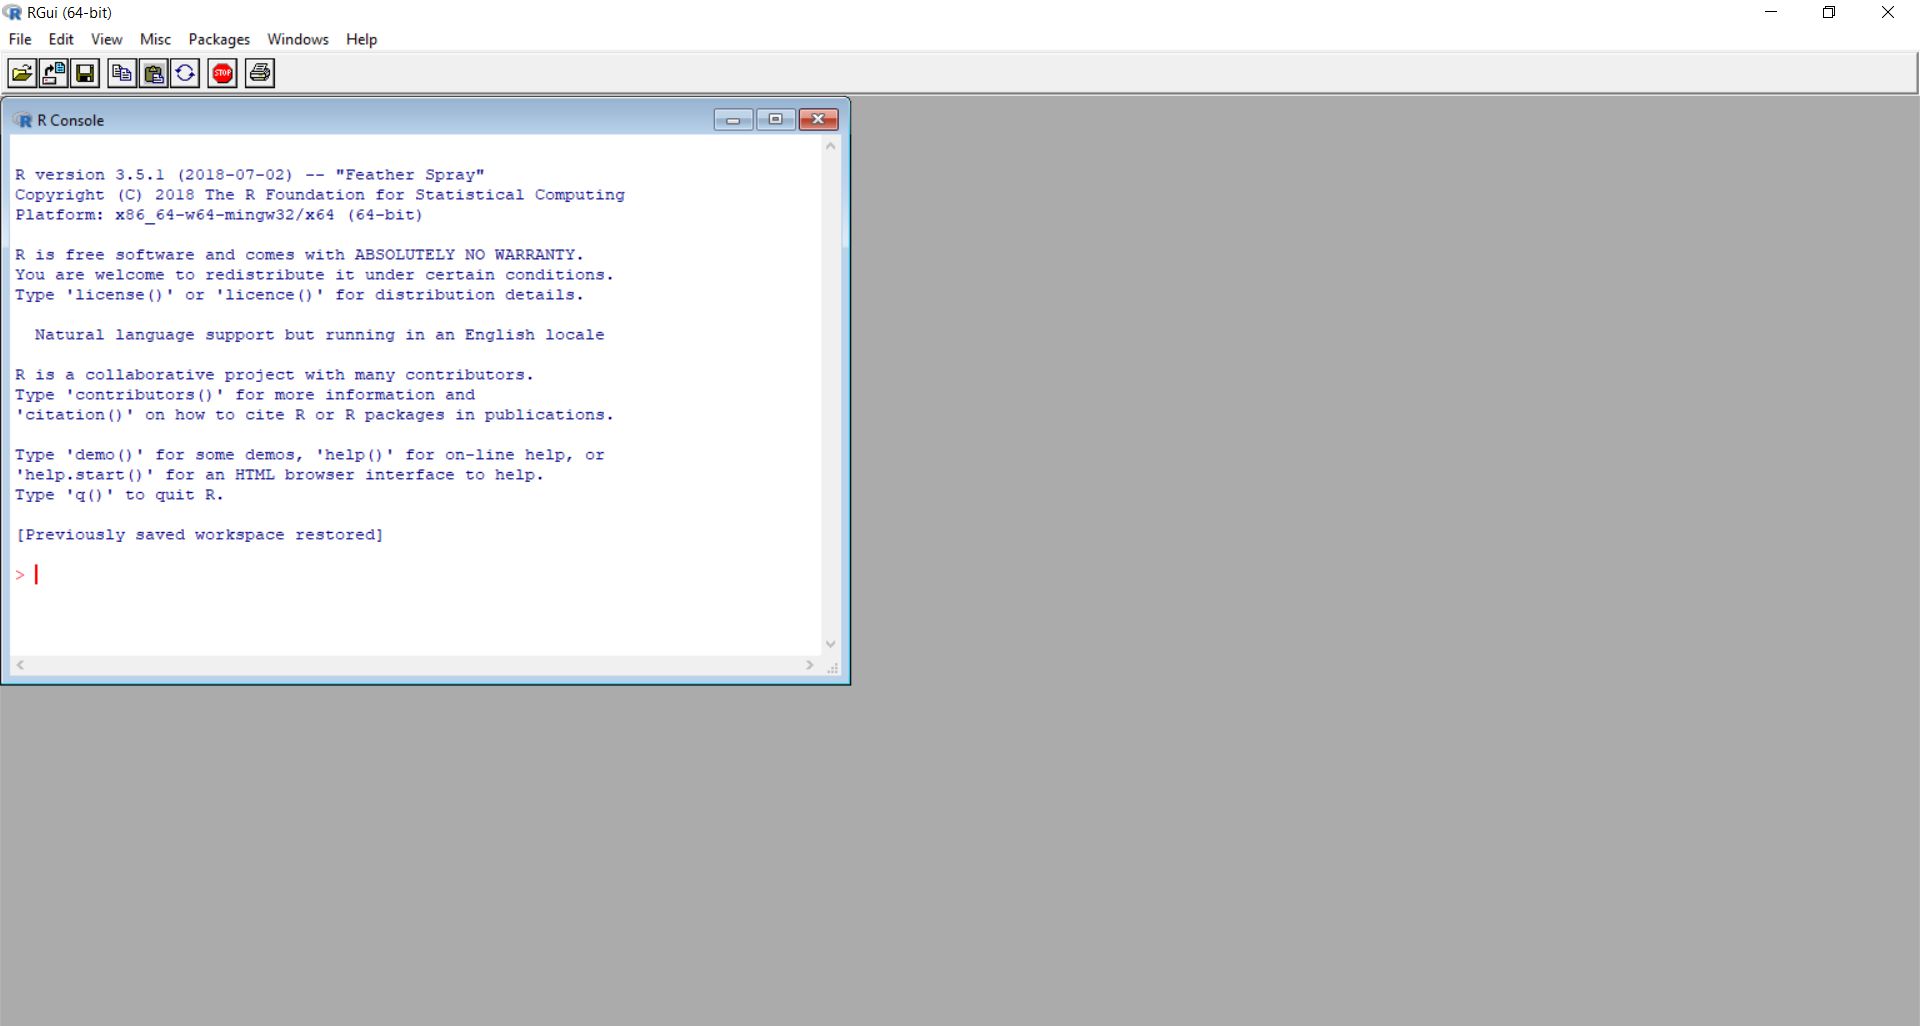 RGui (64-bit)
File Edit View Misc Packages Windows Help
STOP
R Console
R version 3.5.1 (2018-07-02) -- "Feather Spray"
Copyright (C) 2018 The R Foundation for Statistical Computing
Platform: x86_64-w64-mingw32/x64 (64-bit)
R is free software and comes with ABSOLUTELY NO WARRANTY.
You are welcome to redistribute it under certain conditions.
Type 'license()' or 'licence()' for distribution details.
Natural language support but running in an English locale
R is a collaborative project with many contributors.
Type 'contributors()' for more information and
'citation()' on how to cite R or R packages in publications.
Type 'demo()' for some demos, 'help()' for on-line help, or
'help.start()' for an HTML browser interface to help.
Type 'q()' to quit R.
[Previously saved workspace restored]
>